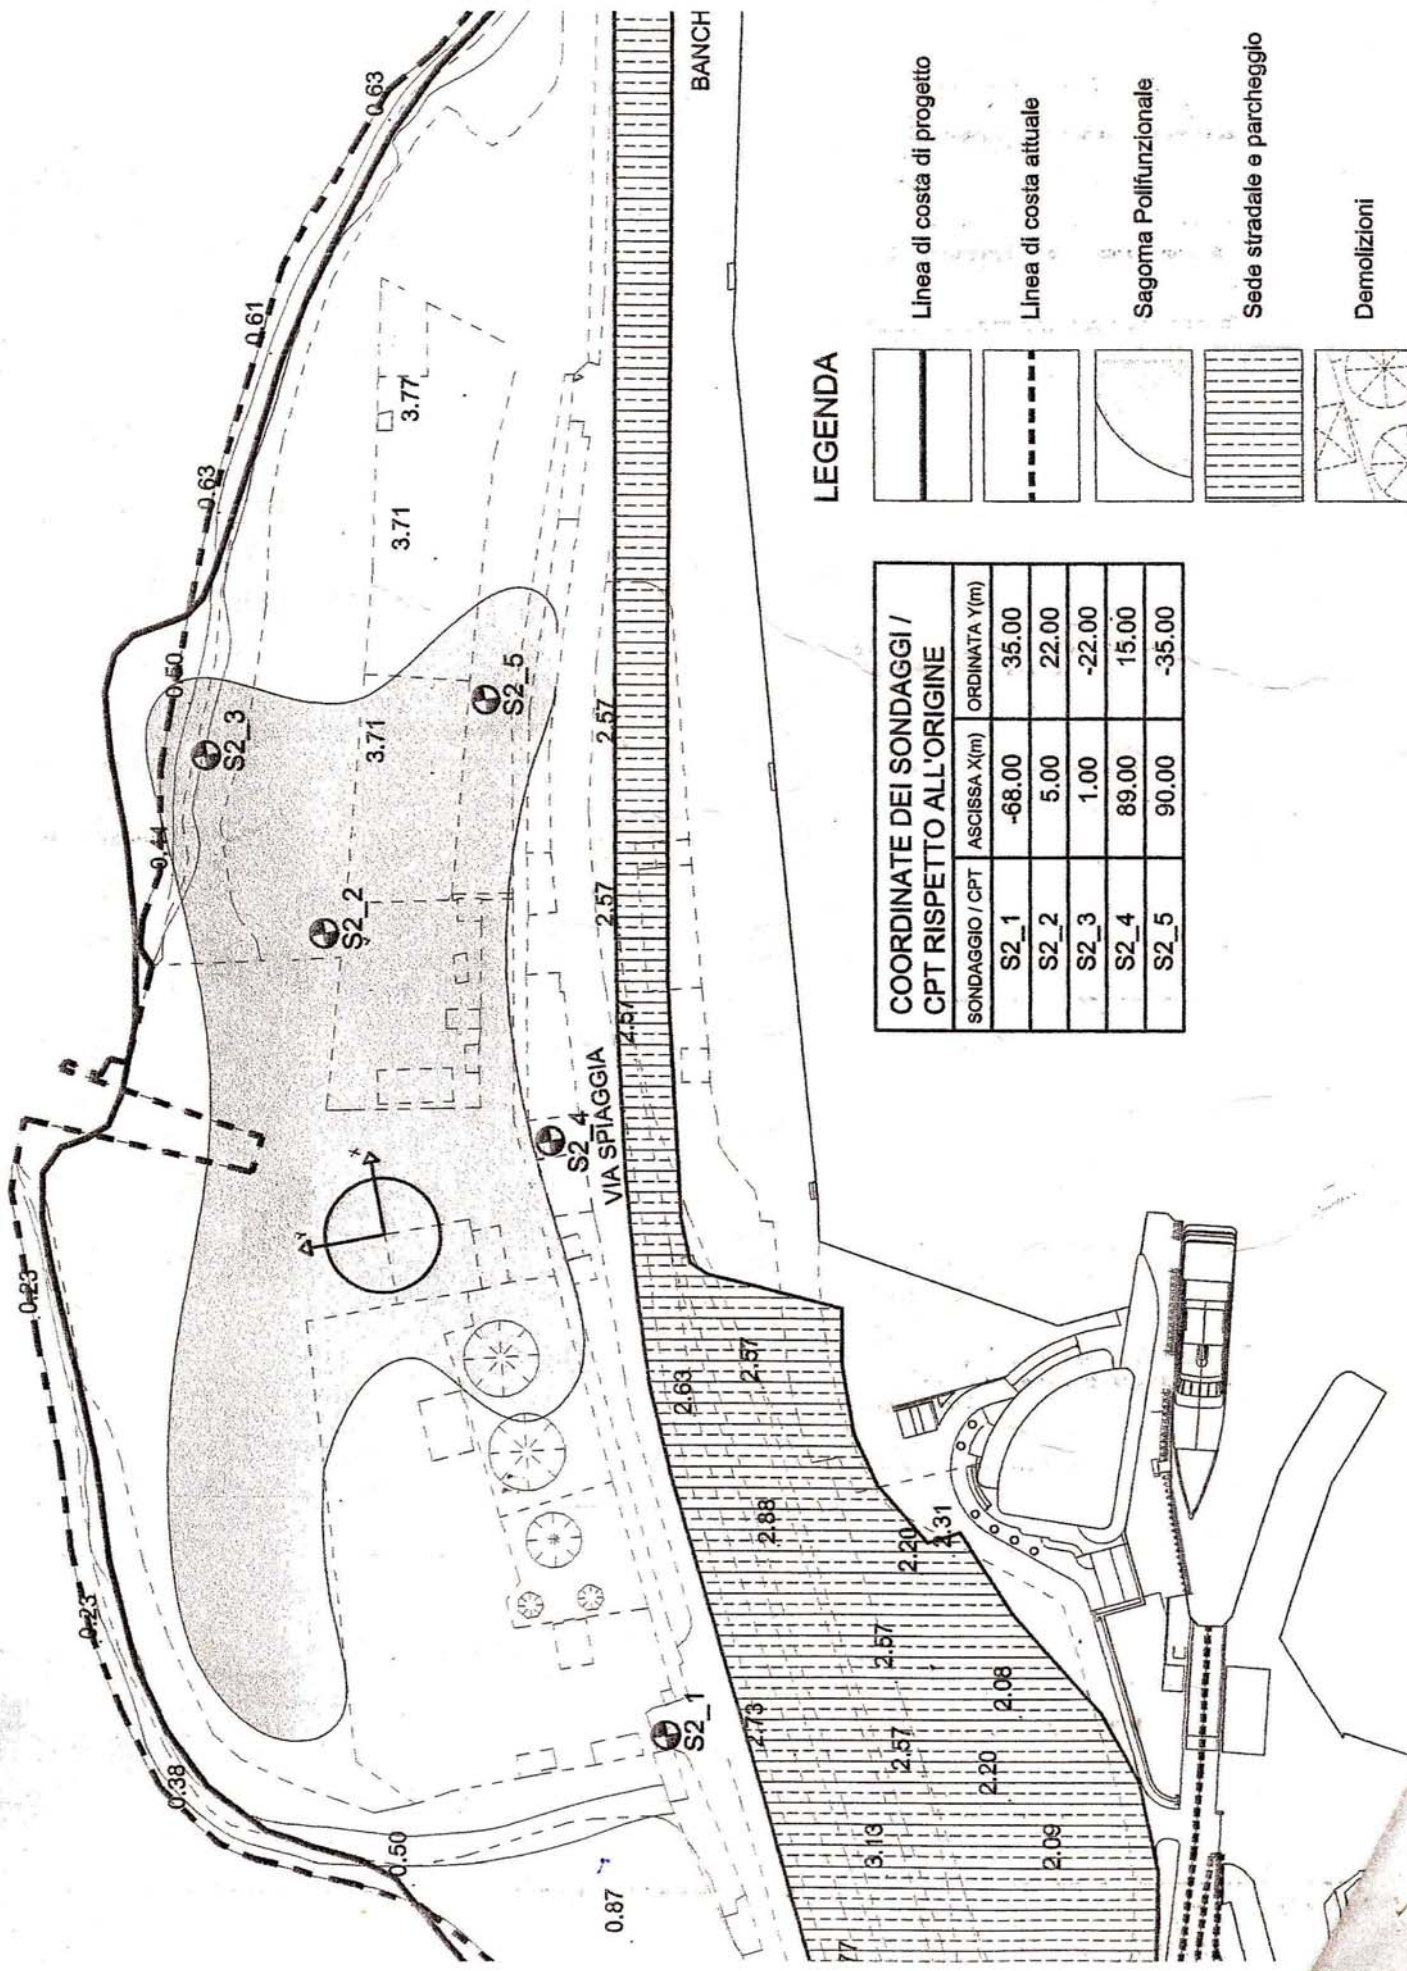 0.63
0.61
0.63
0.50
0.44
0.23
0.23
0.38
0.50
0.87
3.77
3.71
3.71
S2_3
S2_2
S2_5
S2_4
S2_1
X
Y
2.57
2.57
2.57
VIA SPIAGGIA
BANCH
2.63
2.57
2.88
2.20
2.31
2.57
2.08
2.73
2.57
2.20
3.13
2.09
77
LEGENDA
Linea di costa di progetto
Linea di costa attuale
Sagoma Polifunzionale
Sede stradale e parcheggio
Demolizioni
COORDINATE DEI SONDAGGI /
CPT RISPETTO ALL'ORIGINE
SONDAGGIO / CPT ASCISSA X(m) ORDINATA Y(m)
S2_1 -68.00 35.00
S2_2 5.00 22.00
S2_3 1.00 -22.00
S2_4 89.00 15.00
S2_5 90.00 -35.00